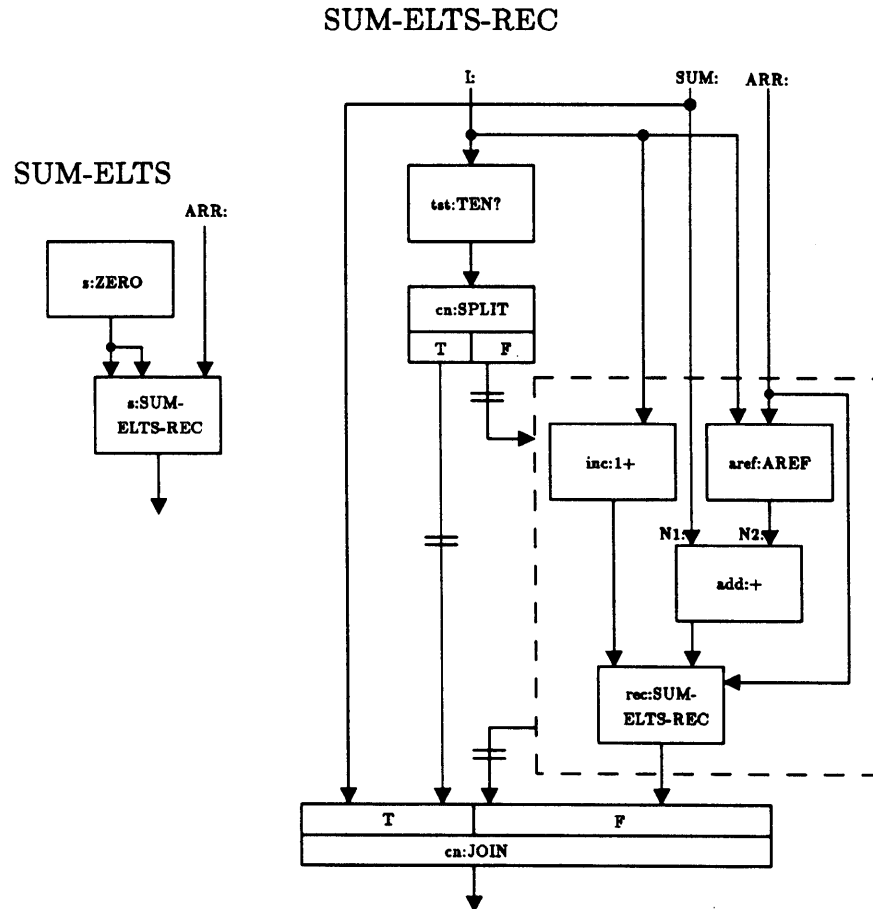 SUM-ELTS-REC
I:
SUM:
ARR:
SUM-ELTS
ARR:
tst:TEN?
s:ZERO
cn:SPLIT
T
F
s:SUM-
ELTS-REC
inc:1+
aref:AREF
N1:
N2:
add:+
rec:SUM-
ELTS-REC
T
F
cn:JOIN